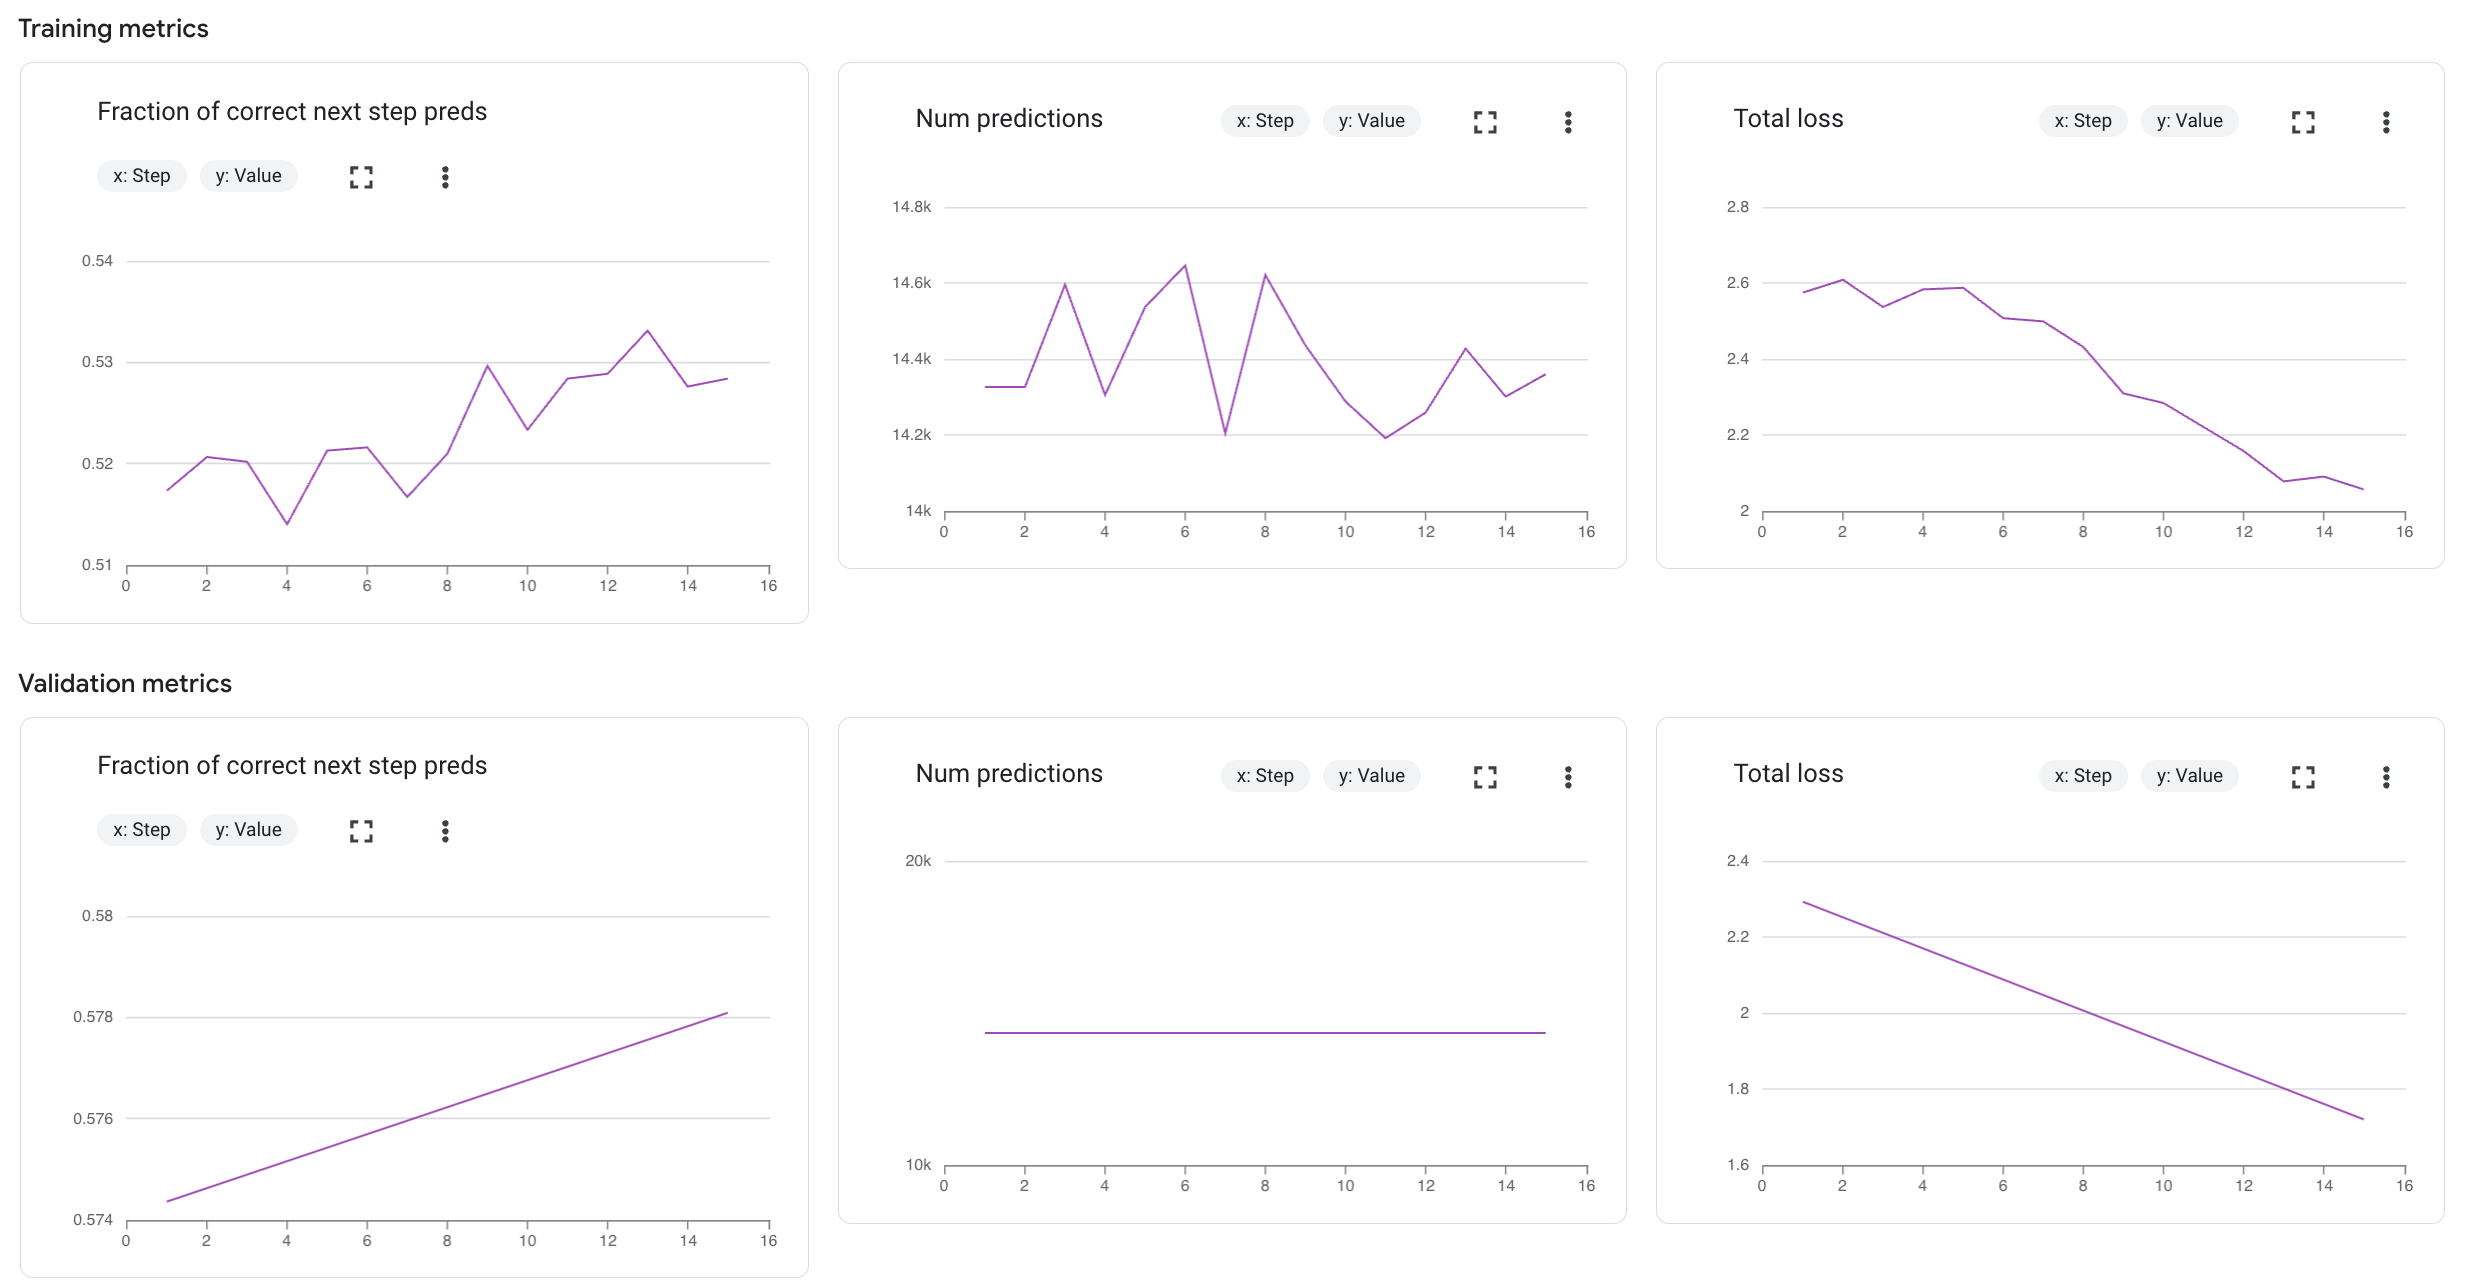 Training metrics
Fraction of correct next step preds
x: Step y: Value
0.54
0.53
0.52
0.51
0 2 4 6 8 10 12 14 16
Num predictions x: Step y: Value
14.8k
14.6k
14.4k
14.2k
14k
0 2 4 6 8 10 12 14 16
Total loss x: Step y: Value
2.8
2.6
2.4
2.2
2
0 2 4 6 8 10 12 14 16
Validation metrics
Fraction of correct next step preds
x: Step y: Value
0.58
0.578
0.576
0.574
0 2 4 6 8 10 12 14 16
Num predictions x: Step y: Value
20k
10k
0 2 4 6 8 10 12 14 16
Total loss x: Step y: Value
2.4
2.2
2
1.8
1.6
0 2 4 6 8 10 12 14 16